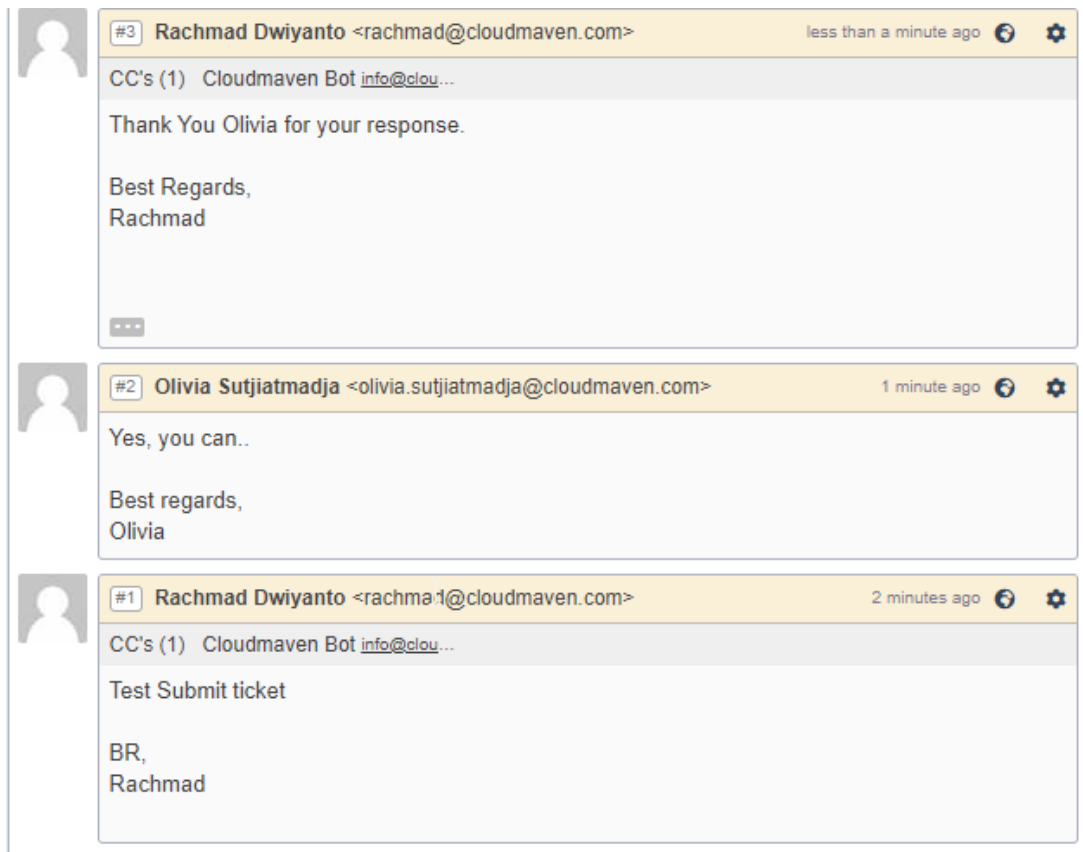 #3 Rachmad Dwiyanto <rachmad@cloudmaven.com> less than a minute ago
CC's (1) Cloudmaven Bot info@clou...
Thank You Olivia for your response.
Best Regards,
Rachmad
#2 Olivia Sutjiatmadja <olivia.sutjiatmadja@cloudmaven.com> 1 minute ago
Yes, you can..
Best regards,
Olivia
#1 Rachmad Dwiyanto <rachmad@cloudmaven.com> 2 minutes ago
CC's (1) Cloudmaven Bot info@clou...
Test Submit ticket
BR,
Rachmad